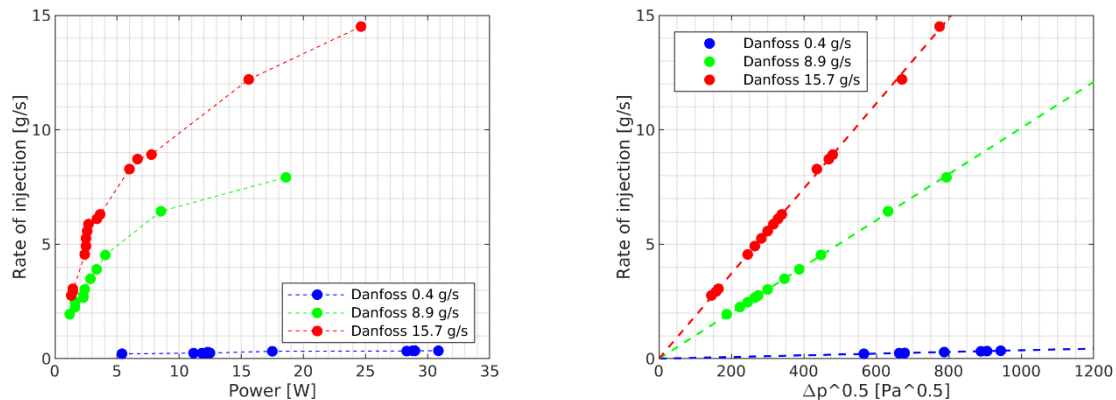 15
10
5
0
Rate of injection [g/s]
Danfoss 0.4 g/s
Danfoss 8.9 g/s
Danfoss 15.7 g/s
0 5 10 15 20 25 30 35
Power [W]
15
10
5
0
Rate of injection [g/s]
Danfoss 0.4 g/s
Danfoss 8.9 g/s
Danfoss 15.7 g/s
0 200 400 600 800 1000 1200
Δp^0.5 [Pa^0.5]